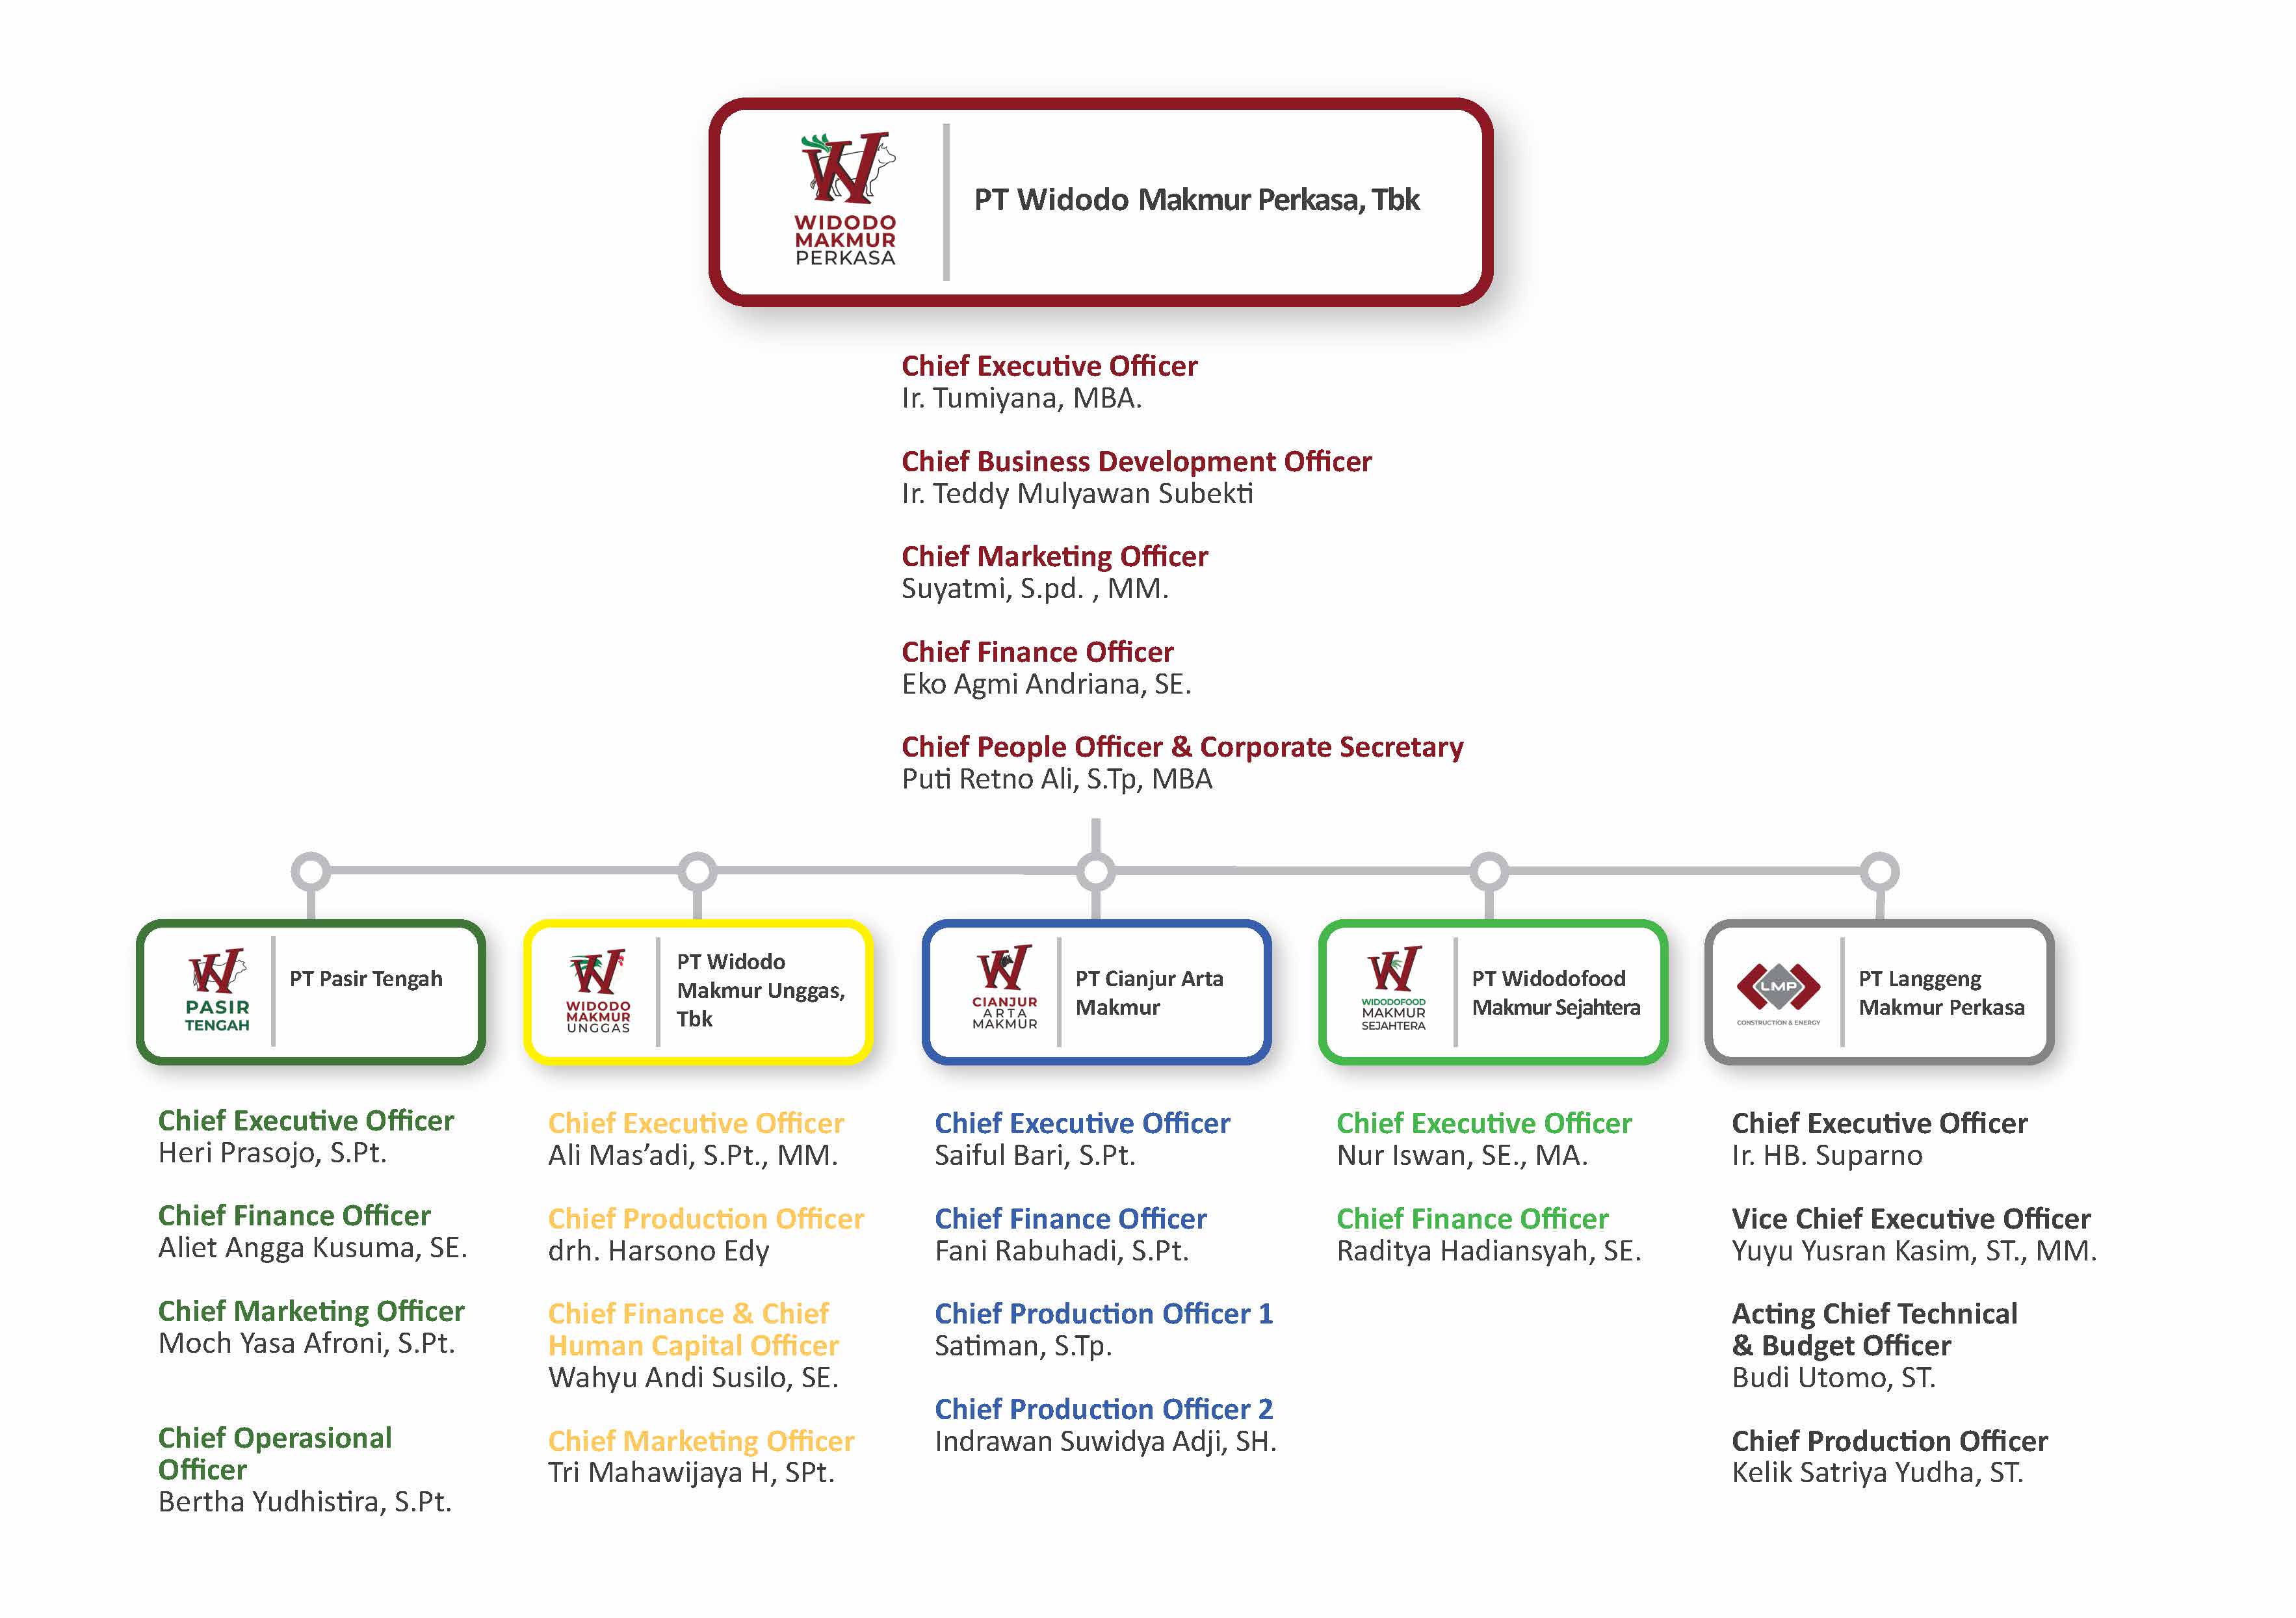 WIDODO
MAKMUR
PERKASA
PT Widodo Makmur Perkasa, Tbk
Chief Executive Officer
Ir. Tumiyana, MBA.
Chief Business Development Officer
Ir. Teddy Mulyawan Subekti
Chief Marketing Officer
Suyatmi, S.pd. , MM.
Chief Finance Officer
Eko Agmi Andriana, SE.
Chief People Officer & Corporate Secretary
Puti Retno Ali, S.Tp, MBA
PASIR
TENGAH
PT Pasir Tengah
Chief Executive Officer
Heri Prasojo, S.Pt.
Chief Finance Officer
Aliet Angga Kusuma, SE.
Chief Marketing Officer
Moch Yasa Afroni, S.Pt.
Chief Operasional
Officer
Bertha Yudhistira, S.Pt.
WIDODO
MAKMUR
UNGGAS
PT Widodo
Makmur Unggas,
Tbk
Chief Executive Officer
Ali Mas’adi, S.Pt., MM.
Chief Production Officer
drh. Harsono Edy
Chief Finance & Chief
Human Capital Officer
Wahyu Andi Susilo, SE.
Chief Marketing Officer
Tri Mahawijaya H, SPt.
CIANJUR
ARTA
MAKMUR
PT Cianjur Arta
Makmur
Chief Executive Officer
Saiful Bari, S.Pt.
Chief Finance Officer
Fani Rabuhadi, S.Pt.
Chief Production Officer 1
Satiman, S.Tp.
Chief Production Officer 2
Indrawan Suwidya Adji, SH.
WIDODOFOOD
MAKMUR
SEJAHTERA
PT Widodofood
Makmur Sejahtera
Chief Executive Officer
Nur Iswan, SE., MA.
Chief Finance Officer
Raditya Hadiansyah, SE.
LMP
CONSTRUCTION & ENERGY
PT Langgeng
Makmur Perkasa
Chief Executive Officer
Ir. HB. Suparno
Vice Chief Executive Officer
Yuyu Yusran Kasim, ST., MM.
Acting Chief Technical
& Budget Officer
Budi Utomo, ST.
Chief Production Officer
Kelik Satriya Yudha, ST.